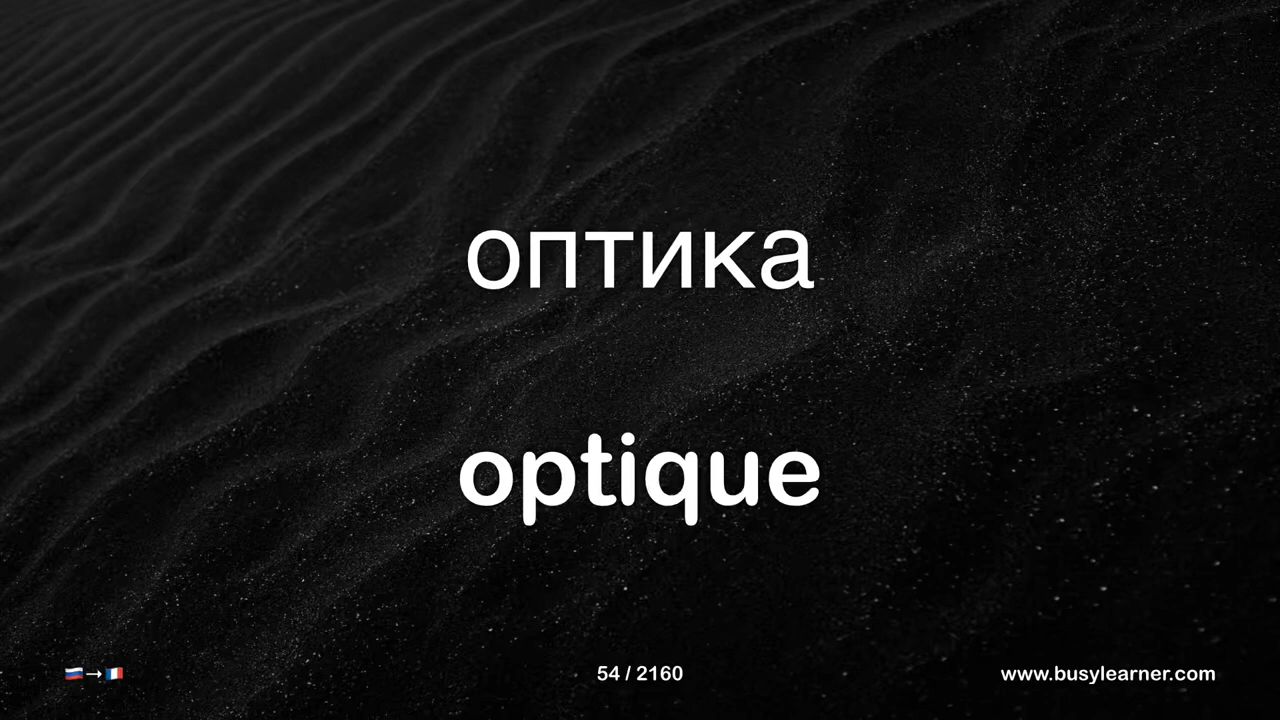 оптика
optique
🇷🇺→🇫🇷
54 / 2160
www.busylearner.com